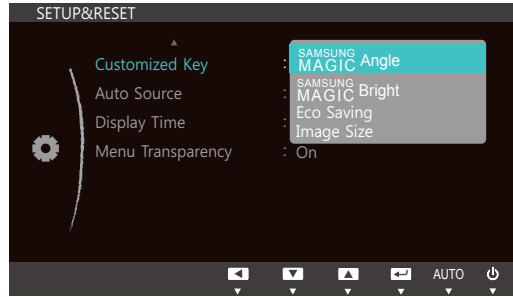 SETUP&RESET
Customized Key : SAMSUNG MAGIC Angle
Auto Source : SAMSUNG MAGIC Bright
Eco Saving
Display Time :
Image Size
Menu Transparency : On
AUTO